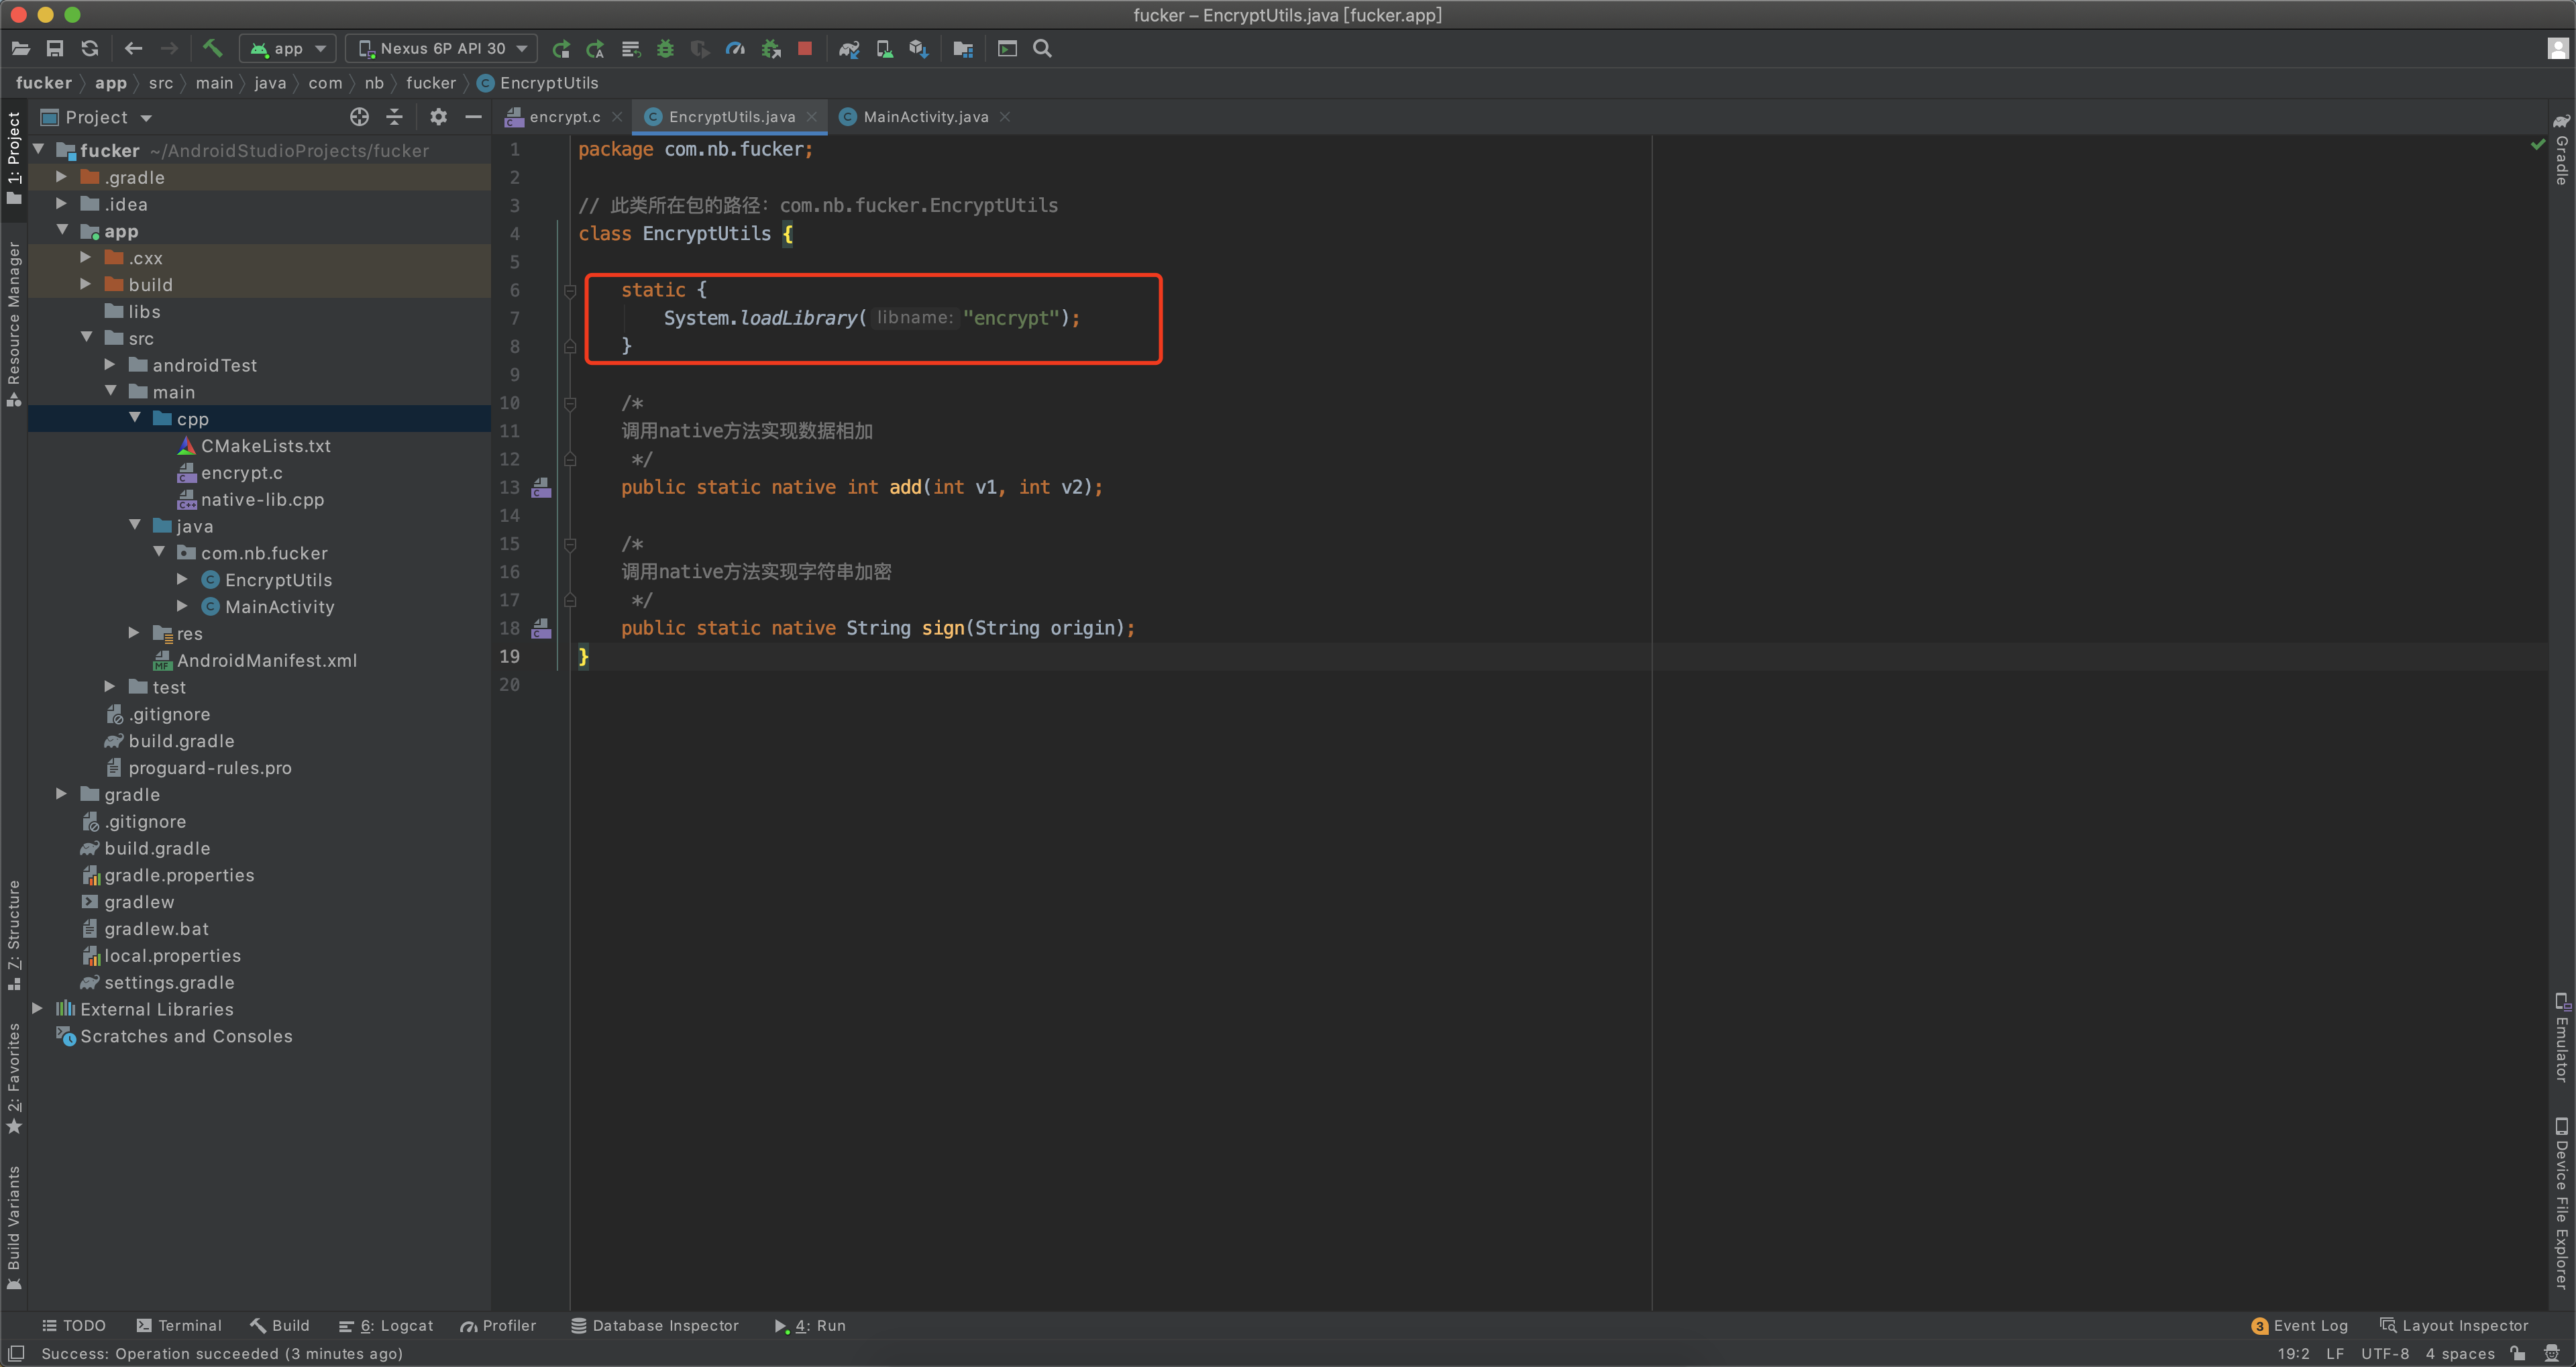 fucker – EncryptUtils.java [fucker.app]
app
Nexus 6P API 30
fucker app src main java com nb fucker EncryptUtils
1: Project
Resource Manager
Z: Structure
2: Favorites
Build Variants
Project
fucker ~/AndroidStudioProjects/fucker
.gradle
.idea
app
.cxx
build
libs
src
androidTest
main
cpp
CMakeLists.txt
encrypt.c
native-lib.cpp
java
com.nb.fucker
EncryptUtils
MainActivity
res
AndroidManifest.xml
test
.gitignore
build.gradle
proguard-rules.pro
gradle
.gitignore
build.gradle
gradle.properties
gradlew
gradlew.bat
local.properties
settings.gradle
External Libraries
Scratches and Consoles
encrypt.c EncryptUtils.java MainActivity.java
1 package com.nb.fucker;
2
3 // 此类所在包的路径：com.nb.fucker.EncryptUtils
4 class EncryptUtils {
5
6 static {
7 System.loadLibrary( libname: "encrypt");
8 }
9
10 /*
11 调用native方法实现数据相加
12 */
13 public static native int add(int v1, int v2);
14
15 /*
16 调用native方法实现字符串加密
17 */
18 public static native String sign(String origin);
19 }
20
Gradle
Emulator
Device File Explorer
TODO Terminal Build 6: Logcat Profiler Database Inspector 4: Run 3 Event Log Layout Inspector
Success: Operation succeeded (3 minutes ago) 19:2 LF UTF-8 4 spaces